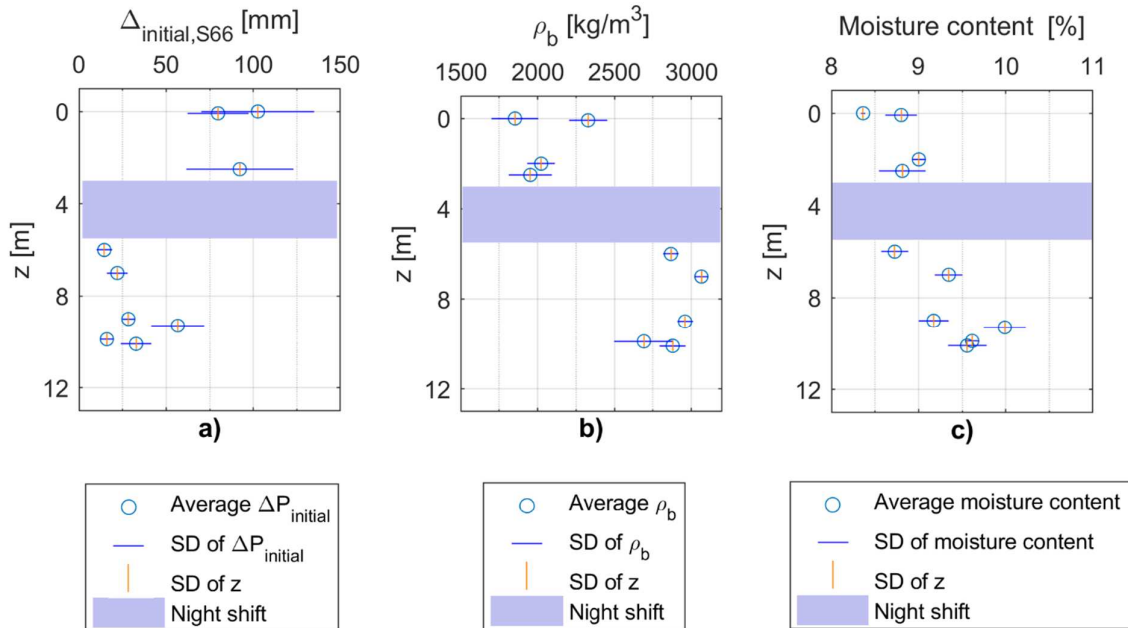 Δinitial,S66 [mm]
0 50 100 150
0
4
8
12
z [m]
a)
ρb [kg/m³]
1500 2000 2500 3000
0
4
8
12
z [m]
b)
Moisture content [%]
8 9 10 11
0
4
8
12
z [m]
c)
Average ΔPinitial
SD of ΔPinitial
SD of z
Night shift
Average ρb
SD of ρb
SD of z
Night shift
Average moisture content
SD of moisture content
SD of z
Night shift